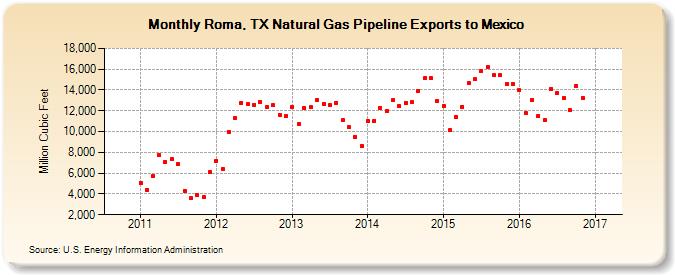 Monthly Roma, TX Natural Gas Pipeline Exports to Mexico
Million Cubic Feet
18,000
16,000
14,000
12,000
10,000
8,000
6,000
4,000
2,000
2011 2012 2013 2014 2015 2016 2017
Source: U.S. Energy Information Administration